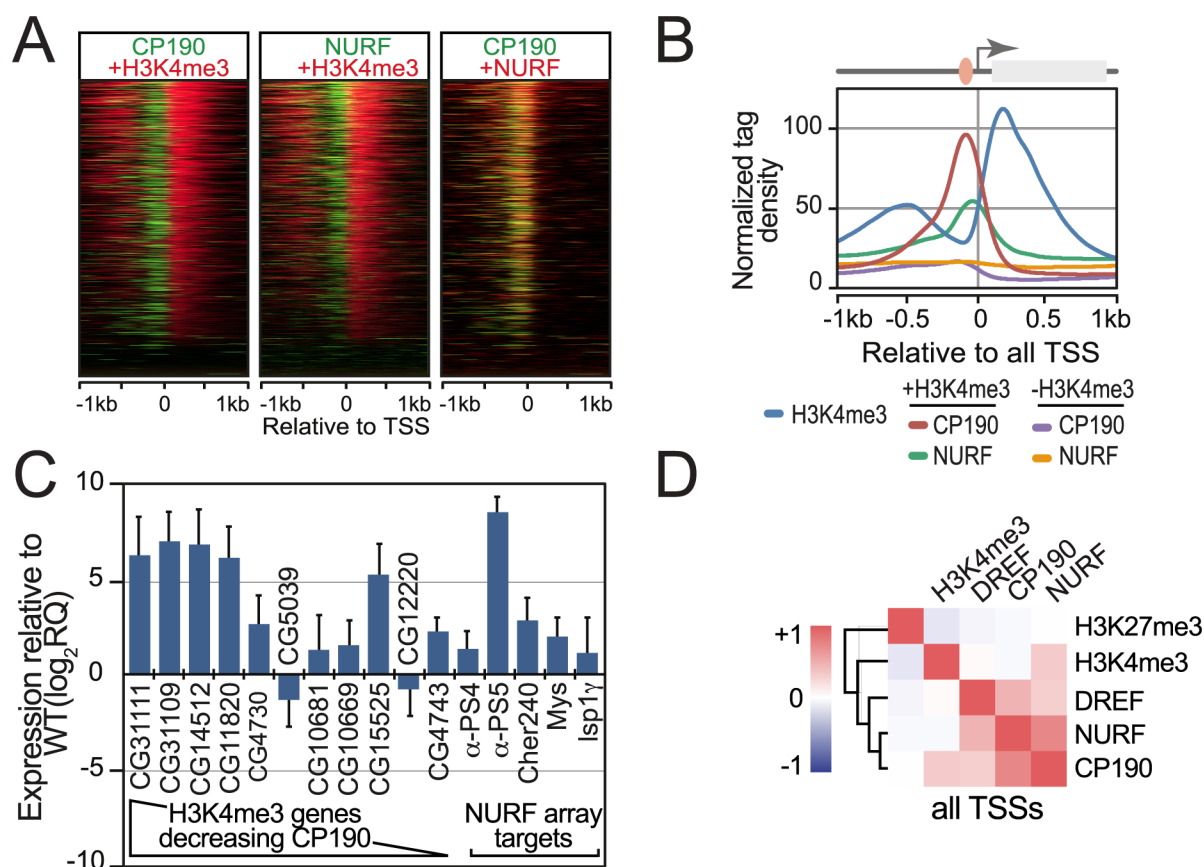 A
CP190
+H3K4me3
NURF
+H3K4me3
CP190
+NURF
-1kb 0 1kb
-1kb 0 1kb
-1kb 0 1kb
Relative to TSS
B
Normalized tag
density
100
50
0
-1kb -0.5 0 0.5 1kb
Relative to all TSS
+H3K4me3 -H3K4me3
H3K4me3 CP190 CP190
NURF NURF
C
Expression relative to
WT(log2RQ)
10
5
0
-5
-10
CG31111
CG31109
CG14512
CG11820
CG4730
CG5039
CG10681
CG10669
CG15525
CG12220
CG4743
α-PS4
α-PS5
Cher240
Mys
Isp1γ
H3K4me3 genes
decreasing CP190
NURF array
targets
D
H3K4me3
DREF
CP190
NURF
+1
0
-1
H3K27me3
H3K4me3
DREF
NURF
CP190
all TSSs